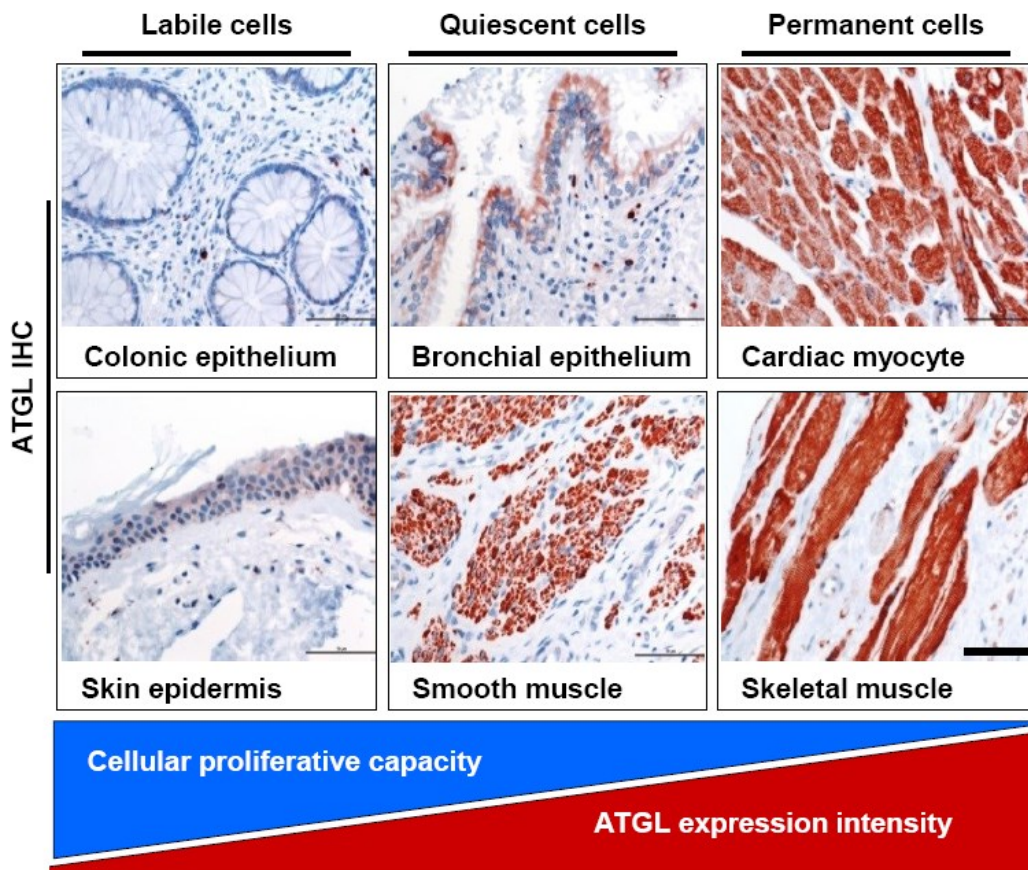 Labile cells
Quiescent cells
Permanent cells
ATGL IHC
Colonic epithelium
Bronchial epithelium
Cardiac myocyte
Skin epidermis
Smooth muscle
Skeletal muscle
Cellular proliferative capacity
ATGL expression intensity